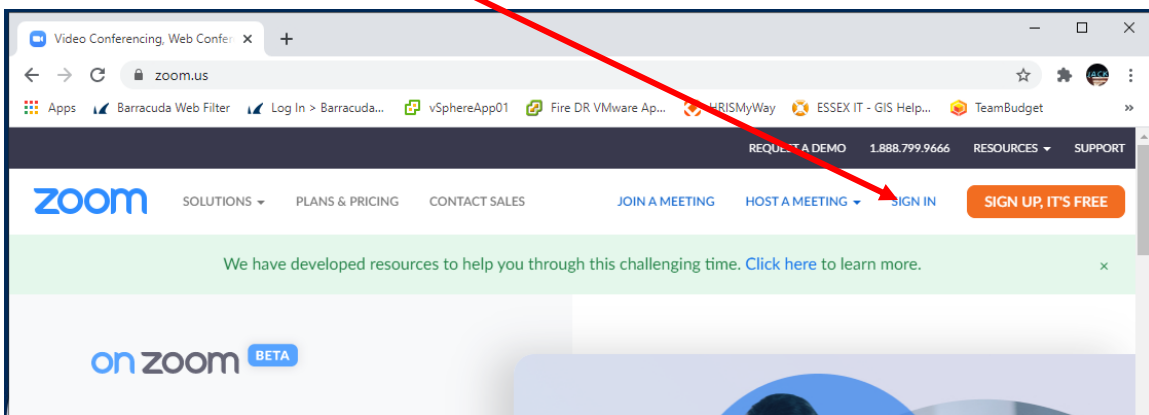 Video Conferencing, Web Confer
zoom.us
Apps Barracuda Web Filter Log In > Barracuda... vSphereApp01 Fire DR VMware Ap... HRISMyWay ESSEX IT - GIS Help... TeamBudget »
REQUEST A DEMO 1.888.799.9666 RESOURCES SUPPORT
zoom SOLUTIONS PLANS & PRICING CONTACT SALES JOIN A MEETING HOST A MEETING SIGN IN SIGN UP, IT'S FREE
We have developed resources to help you through this challenging time. Click here to learn more. ×
on zoom BETA